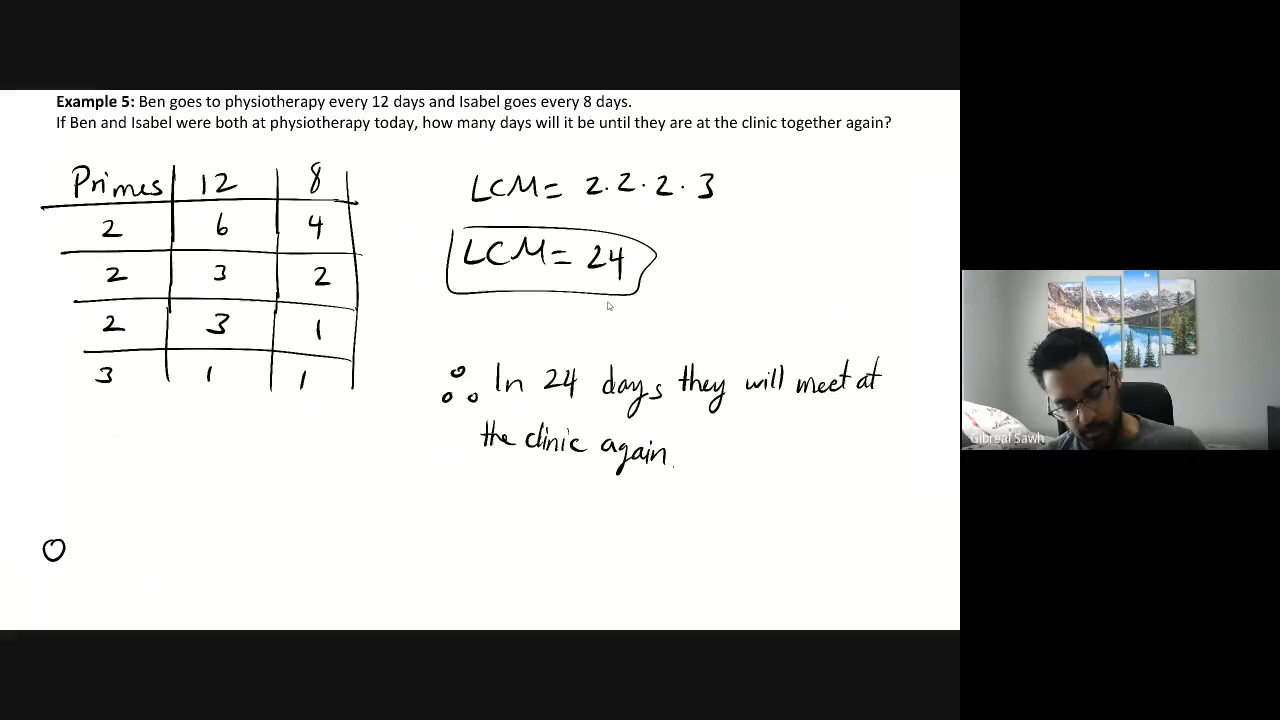 Example 5: Ben goes to physiotherapy every 12 days and Isabel goes every 8 days.
If Ben and Isabel were both at physiotherapy today, how many days will it be until they are at the clinic together again?
Primes 12 8
2 6 4
2 3 2
2 3 1
3 1 1
LCM = 2·2·2·3
LCM = 24
∴ In 24 days they will meet at
the clinic again.
O
Gibreal Sawh